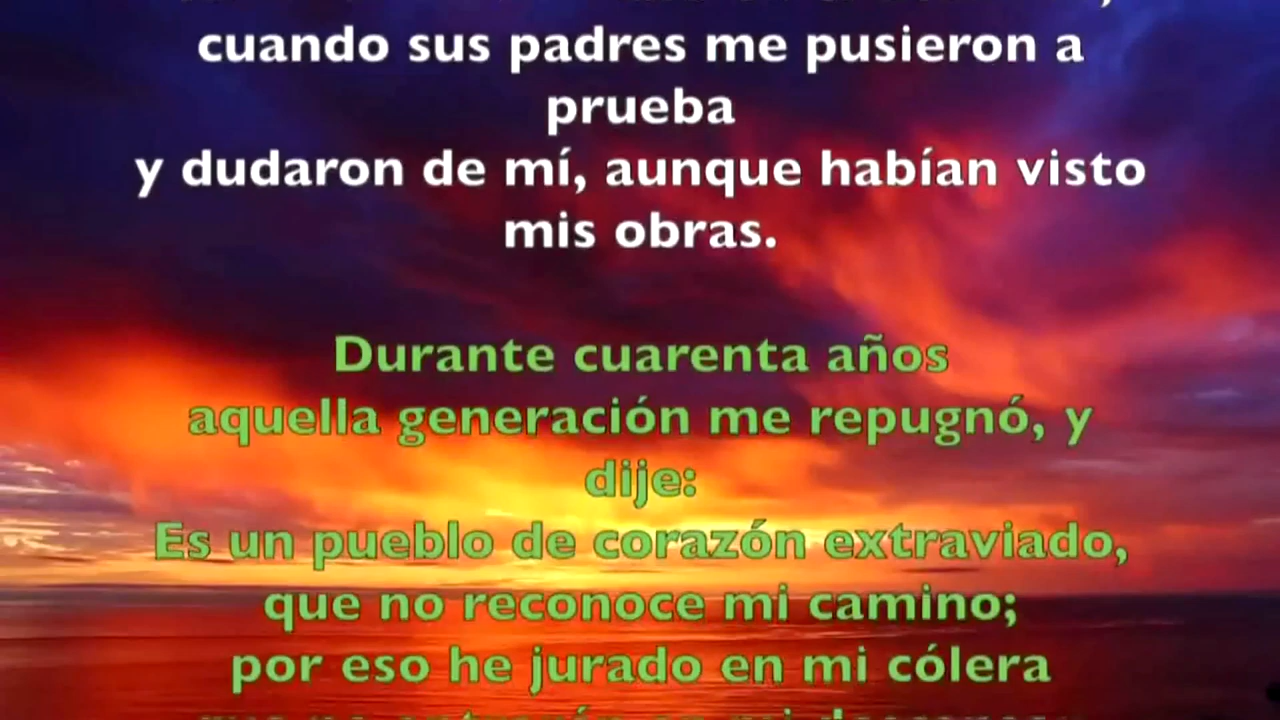 cuando sus padres me pusieron a
prueba
y dudaron de mí, aunque habían visto
mis obras.
Durante cuarenta años
aquella generación me repugnó, y
dije:
Es un pueblo de corazón extraviado,
que no reconoce mi camino;
por eso he jurado en mi cólera